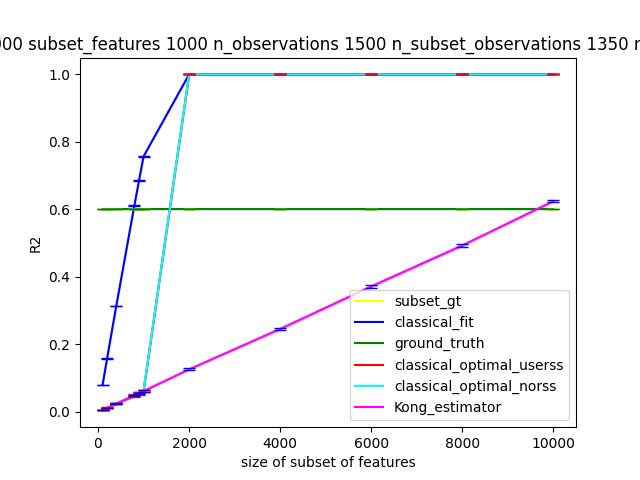 00 subset_features 1000 n_observations 1500 n_subset_observations 1350 n
1.0
0.8
0.6
0.4
0.2
0.0
R2
0
2000
4000
6000
8000
10000
size of subset of features
subset_gt
classical_fit
ground_truth
classical_optimal_userss
classical_optimal_norss
Kong_estimator